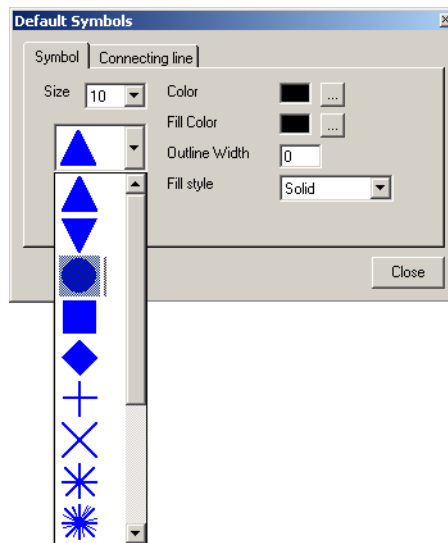 Default Symbols
Symbol Connecting line
Size 10 Color ...
Fill Color ...
Outline Width 0
Fill style Solid
Close